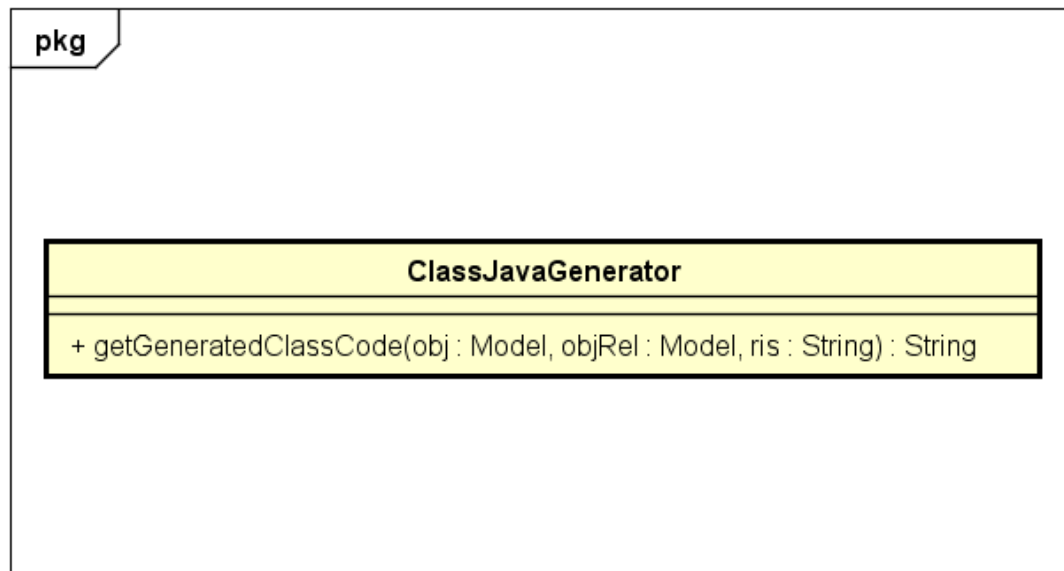 pkg
ClassJavaGenerator
+ getGeneratedClassCode(obj : Model, objRel : Model, ris : String) : String